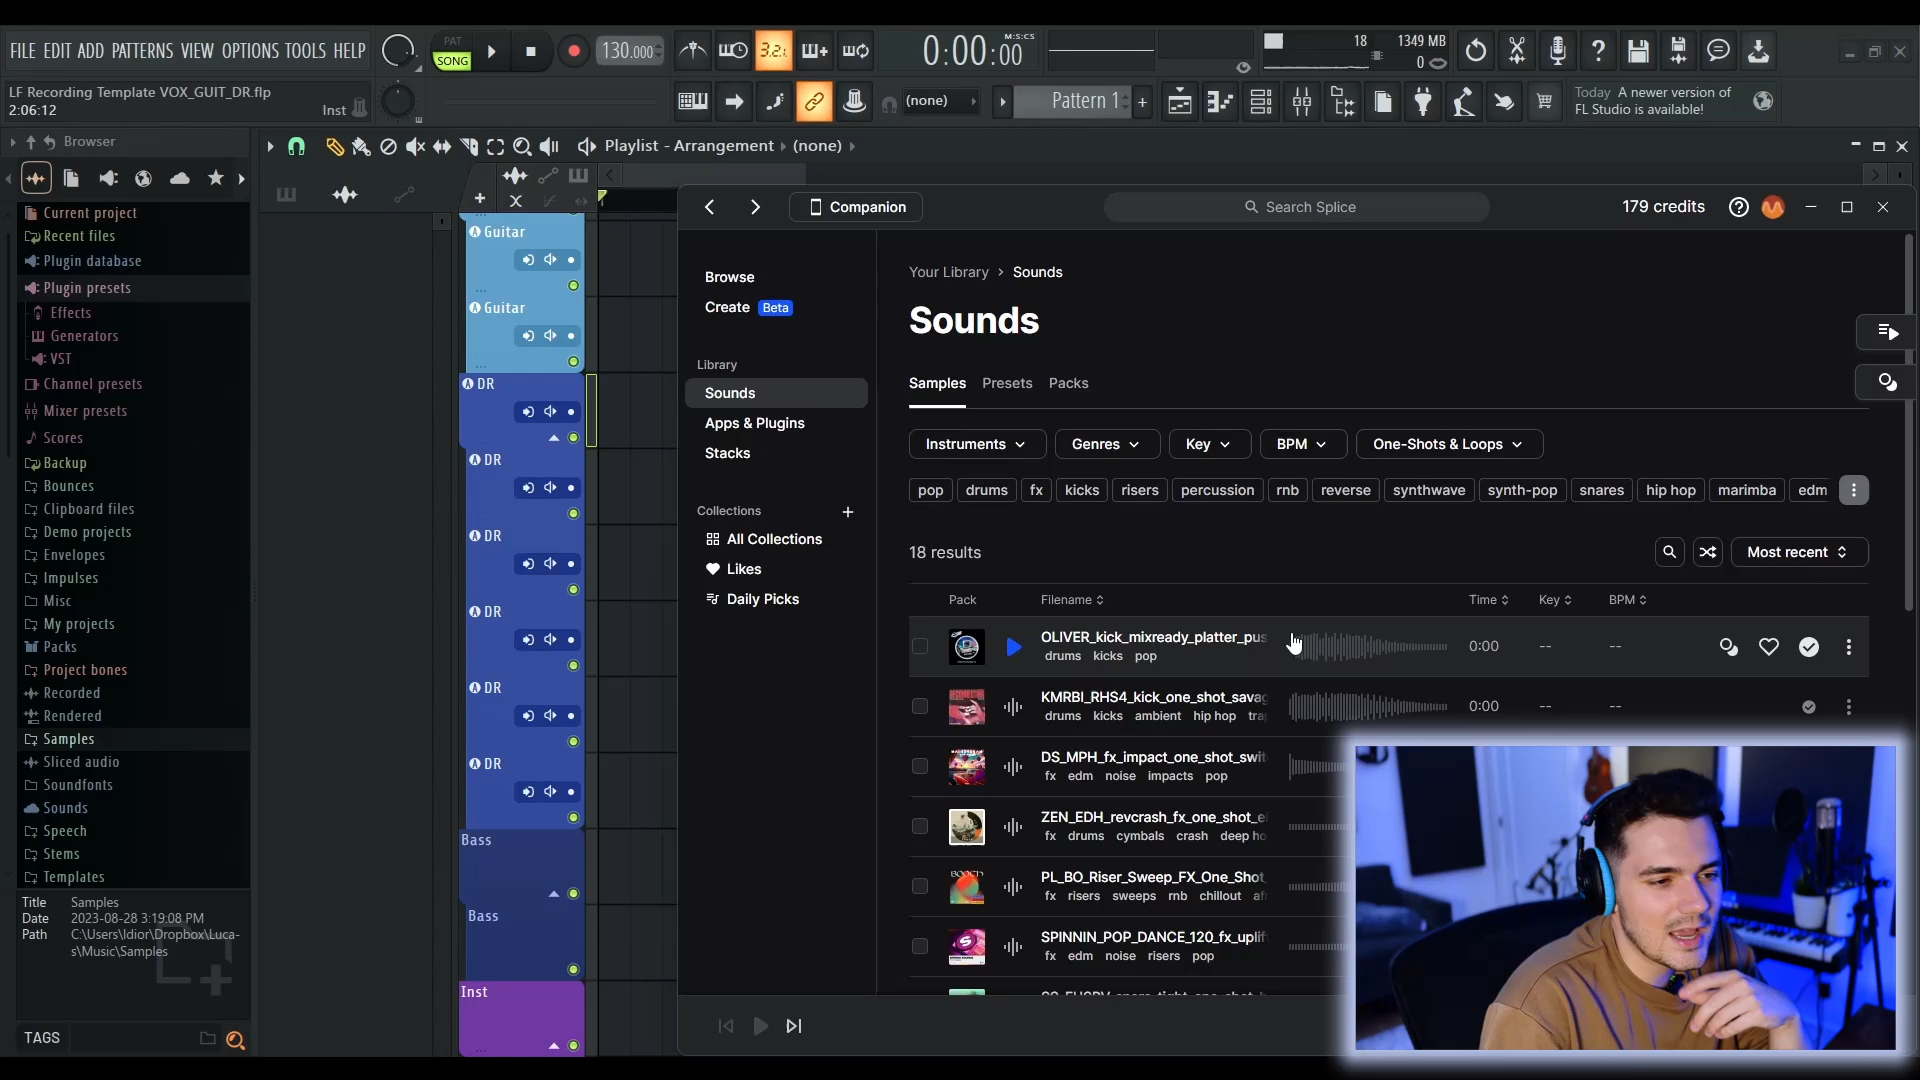 FILE EDIT ADD PATTERNS VIEW OPTIONS TOOLS HELP
PAT
SONG
130.000
3.2.
0:00:00
M:S:CS
18
1349 MB
0
LF Recording Template VOX_GUIT_DR.flp
2:06:12
Inst
(none)
Pattern 1
+
Today A newer version of
FL Studio is available!
Browser
Playlist - Arrangement
(none)
Current project
Recent files
Plugin database
Plugin presets
Effects
Generators
VST
Channel presets
Mixer presets
Scores
Backup
Bounces
Clipboard files
Demo projects
Envelopes
Impulses
Misc
My projects
Packs
Project bones
Recorded
Rendered
Samples
Sliced audio
Soundfonts
Sounds
Speech
Stems
Templates
Title Samples
Date 2023-08-28 3:19:08 PM
Path C:\Users\ldior\Dropbox\Luca-
s\Music\Samples
TAGS
Guitar
Guitar
DR
DR
DR
DR
DR
DR
Bass
Bass
Inst
Companion
Search Splice
179 credits
Browse
Create Beta
Library
Sounds
Apps & Plugins
Stacks
Collections
All Collections
Likes
Daily Picks
Your Library > Sounds
Sounds
Samples Presets Packs
Instruments Genres Key BPM One-Shots & Loops
pop drums fx kicks risers percussion rnb reverse synthwave synth-pop snares hip hop marimba edm
18 results
Most recent
Pack Filename Time Key BPM
OLIVER_kick_mixready_platter_pus
drums kicks pop
0:00 -- --
KMRBI_RHS4_kick_one_shot_savag
drums kicks ambient hip hop tra
0:00 -- --
DS_MPH_fx_impact_one_shot_swit
fx edm noise impacts pop
ZEN_EDH_revcrash_fx_one_shot_e
fx drums cymbals crash deep ho
PL_BO_Riser_Sweep_FX_One_Shot_
fx risers sweeps rnb chillout af
SPINNIN_POP_DANCE_120_fx_uplif
fx edm noise risers pop